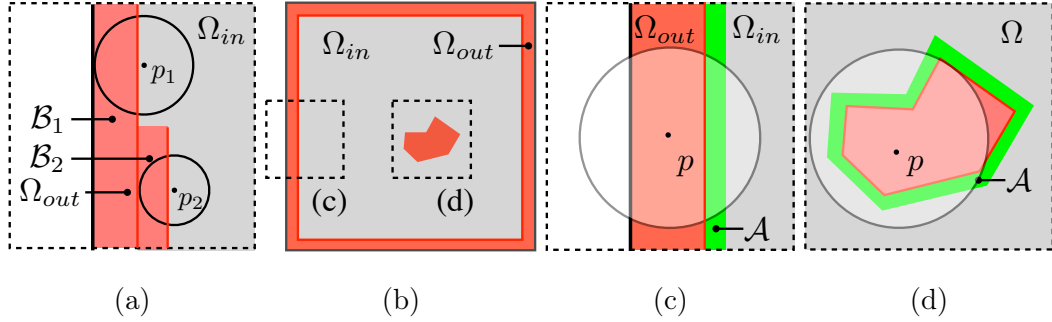 Ω_in
p_1
B_1
B_2
Ω_out
p_2
(a)
Ω_in
Ω_out
(c)
(d)
(b)
Ω_out
Ω_in
p
A
(c)
Ω
p
A
(d)